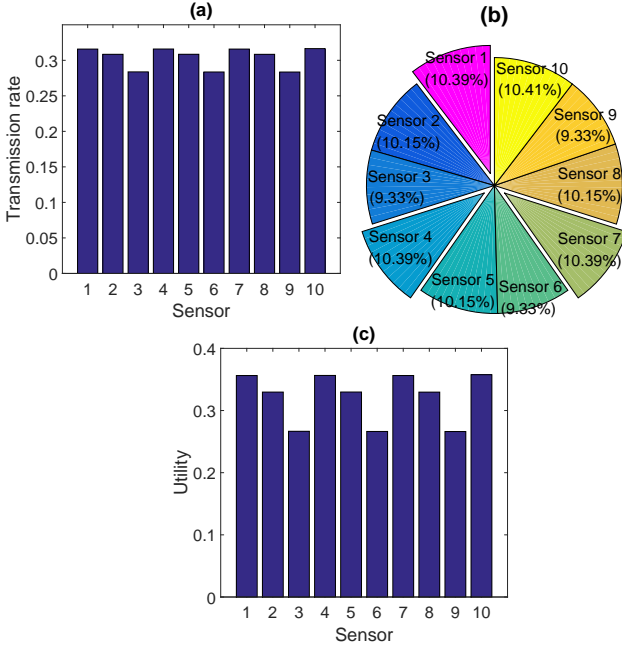 (a)
Transmission rate
0.3
0.25
0.2
0.15
0.1
0.05
0
1 2 3 4 5 6 7 8 9 10
Sensor
(b)
Sensor 1
(10.39%)
Sensor 10
(10.41%)
Sensor 2
(10.15%)
Sensor 9
(9.33%)
Sensor 3
(9.33%)
Sensor 8
(10.15%)
Sensor 4
(10.39%)
Sensor 7
(10.39%)
Sensor 5
(10.15%)
Sensor 6
(9.33%)
(c)
Utility
0.4
0.3
0.2
0.1
0
1 2 3 4 5 6 7 8 9 10
Sensor